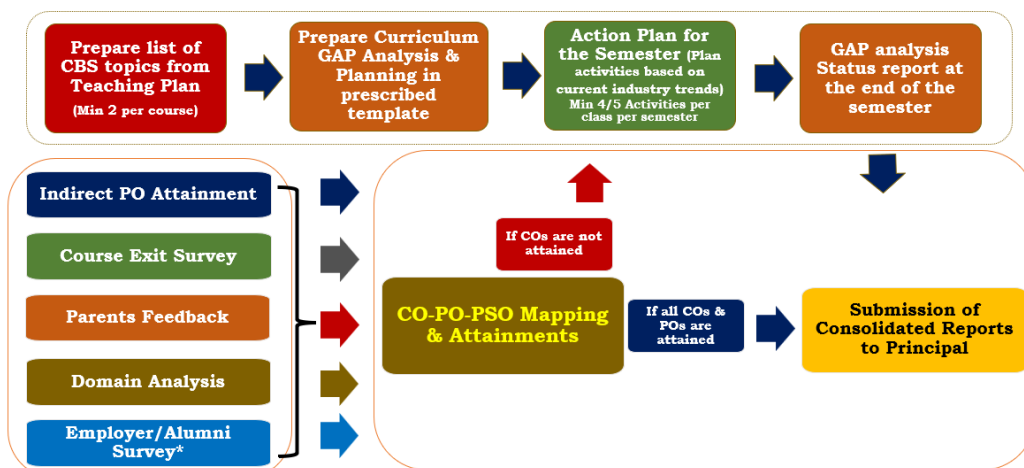 Prepare list of
CBS topics from
Teaching Plan
(Min 2 per course)
Prepare Curriculum
GAP Analysis &
Planning in
prescribed
template
Action Plan for
the Semester (Plan
activities based on
current industry trends)
Min 4/5 Activities per
class per semester
GAP analysis
Status report at
the end of the
semester
Indirect PO Attainment
Course Exit Survey
Parents Feedback
Domain Analysis
Employer/Alumni
Survey*
If COs are not
attained
CO-PO-PSO Mapping
& Attainments
If all COs &
POs are
attained
Submission of
Consolidated Reports
to Principal